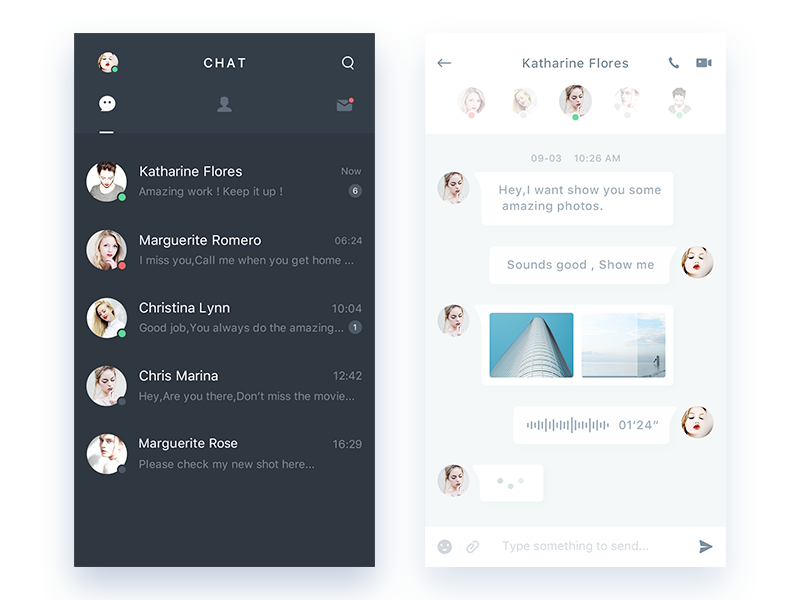 CHAT
Katharine Flores
Now
Amazing work ! Keep it up !
6
Marguerite Romero
06:24
I miss you,Call me when you get home ...
Christina Lynn
10:04
Good job,You always do the amazing...
1
Chris Marina
12:42
Hey,Are you there,Don't miss the movie...
Marguerite Rose
16:29
Please check my new shot here...
Katharine Flores
09-03 10:26 AM
Hey,I want show you some
amazing photos.
Sounds good , Show me
01'24"
Type something to send...